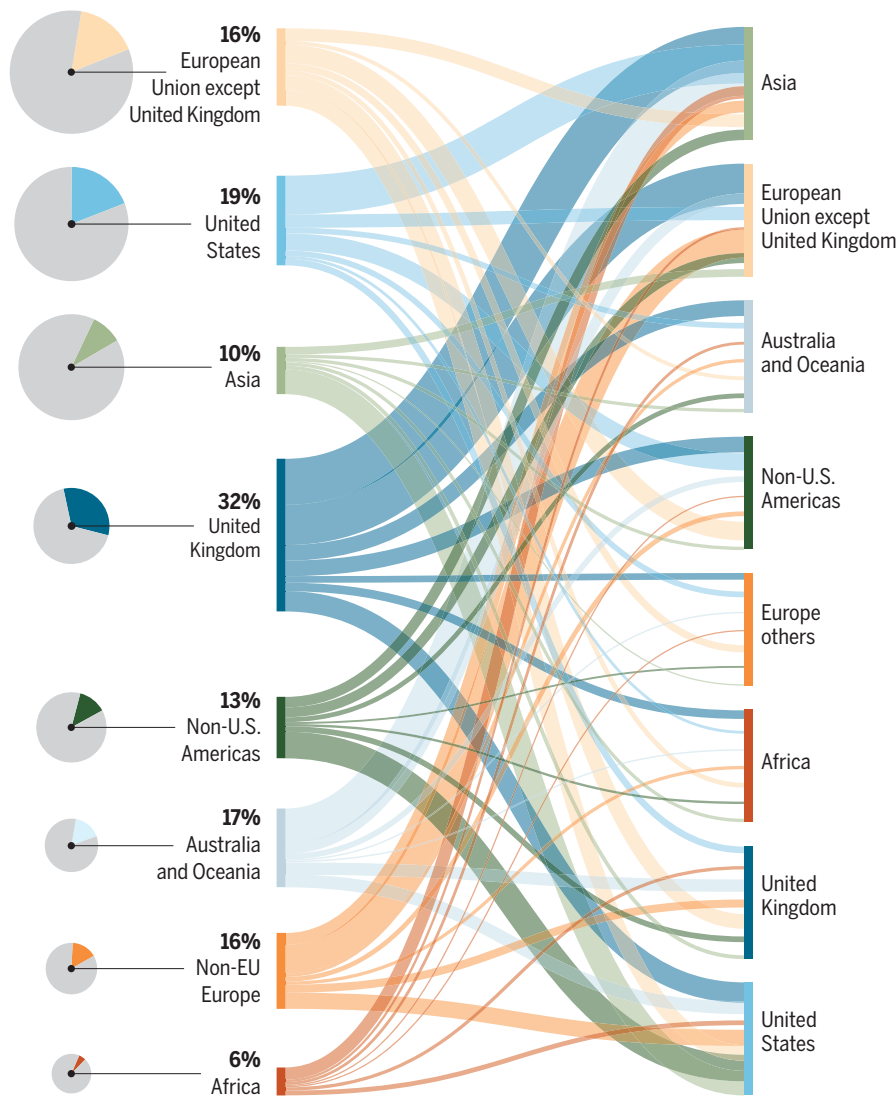 16%
European
Union except
United Kingdom
19%
United
States
10%
Asia
32%
United
Kingdom
13%
Non-U.S.
Americas
17%
Australia
and Oceania
16%
Non-EU
Europe
6%
Africa
Asia
European
Union except
United Kingdom
Australia
and Oceania
Non-U.S.
Americas
Europe
others
Africa
United
Kingdom
United
States